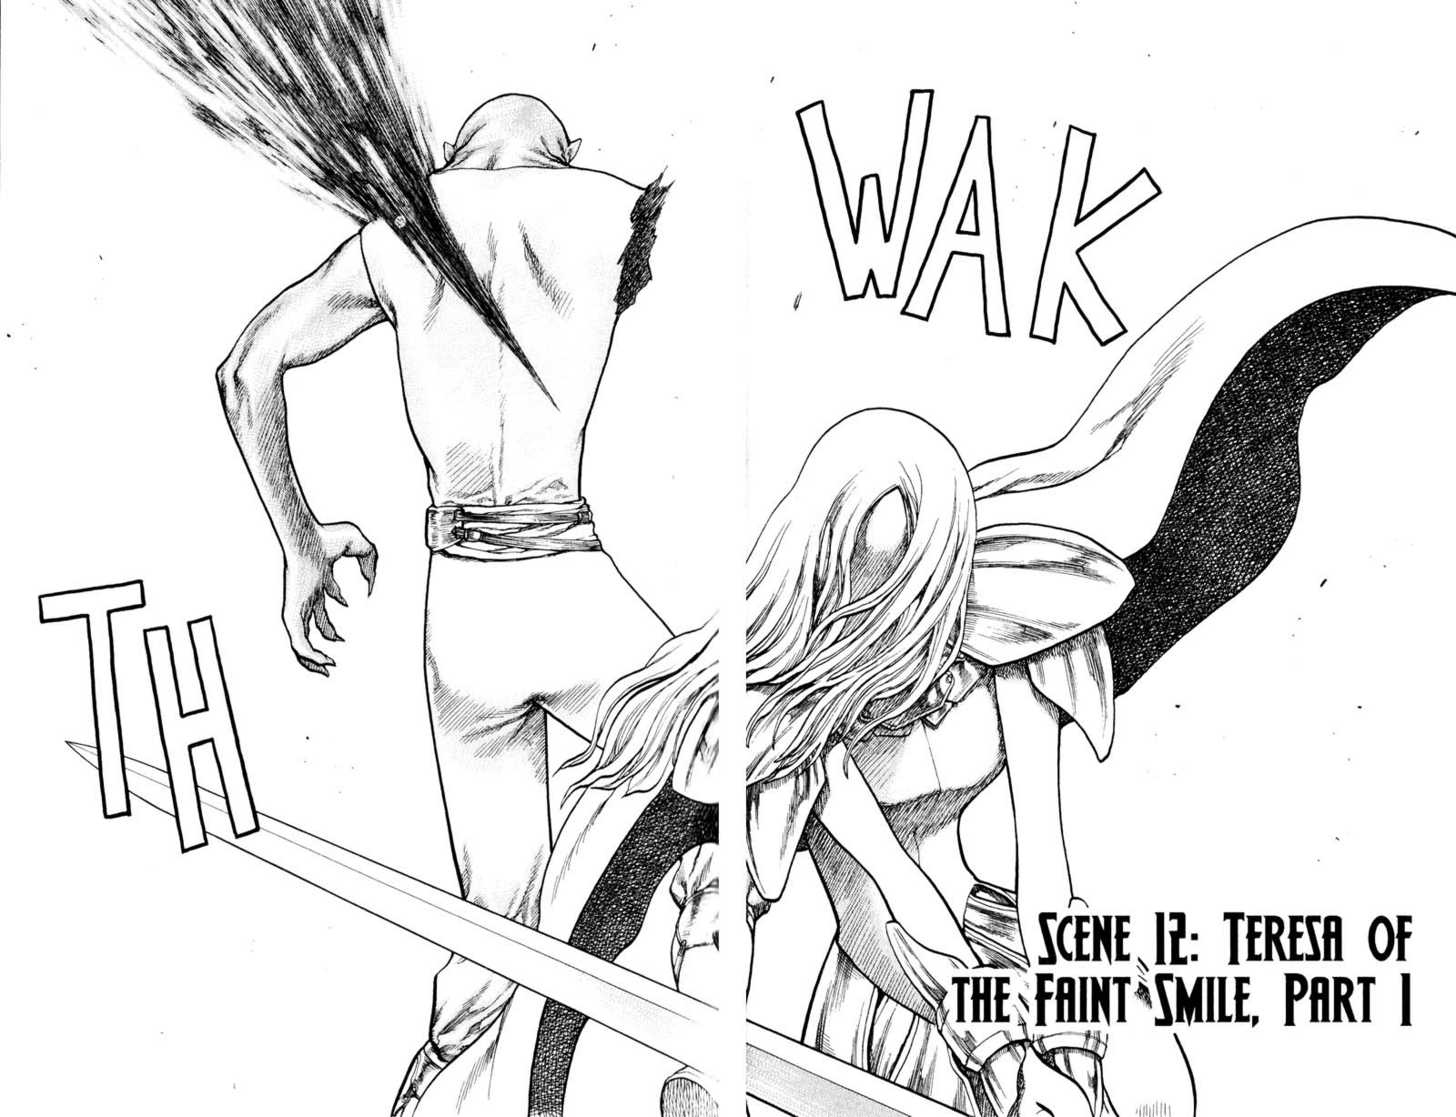 TH
WAK
SCENE 12: TERESA OF
THE FAINT SMILE, PART 1